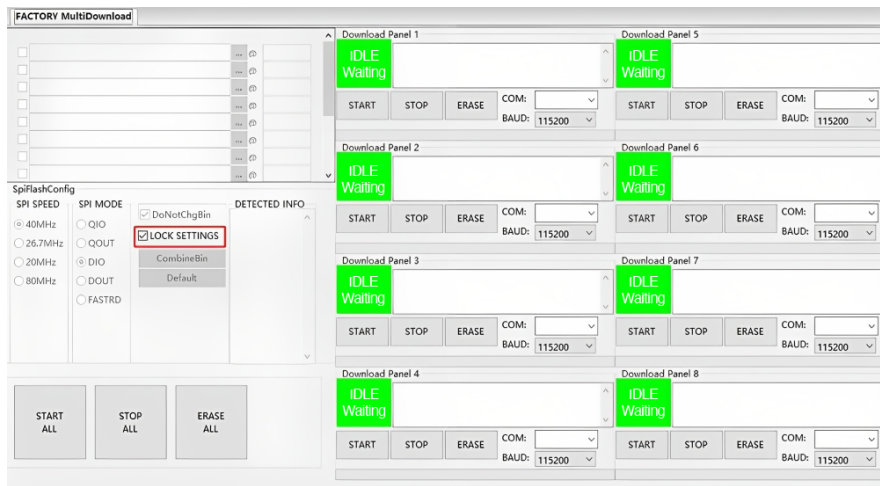 FACTORY MultiDownload
... @
... @
... @
... @
... @
... @
... @
... @
SpiFlashConfig
SPI SPEED
40MHz
26.7MHz
20MHz
80MHz
SPI MODE
QIO
QOUT
DIO
DOUT
FASTRD
DoNotChgBin
LOCK SETTINGS
CombineBin
Default
DETECTED INFO
START
ALL
STOP
ALL
ERASE
ALL
Download Panel 1
IDLE
Waiting
START STOP ERASE COM:
BAUD: 115200
Download Panel 2
IDLE
Waiting
START STOP ERASE COM:
BAUD: 115200
Download Panel 3
IDLE
Waiting
START STOP ERASE COM:
BAUD: 115200
Download Panel 4
IDLE
Waiting
START STOP ERASE COM:
BAUD: 115200
Download Panel 5
IDLE
Waiting
START STOP ERASE COM:
BAUD: 115200
Download Panel 6
IDLE
Waiting
START STOP ERASE COM:
BAUD: 115200
Download Panel 7
IDLE
Waiting
START STOP ERASE COM:
BAUD: 115200
Download Panel 8
IDLE
Waiting
START STOP ERASE COM:
BAUD: 115200